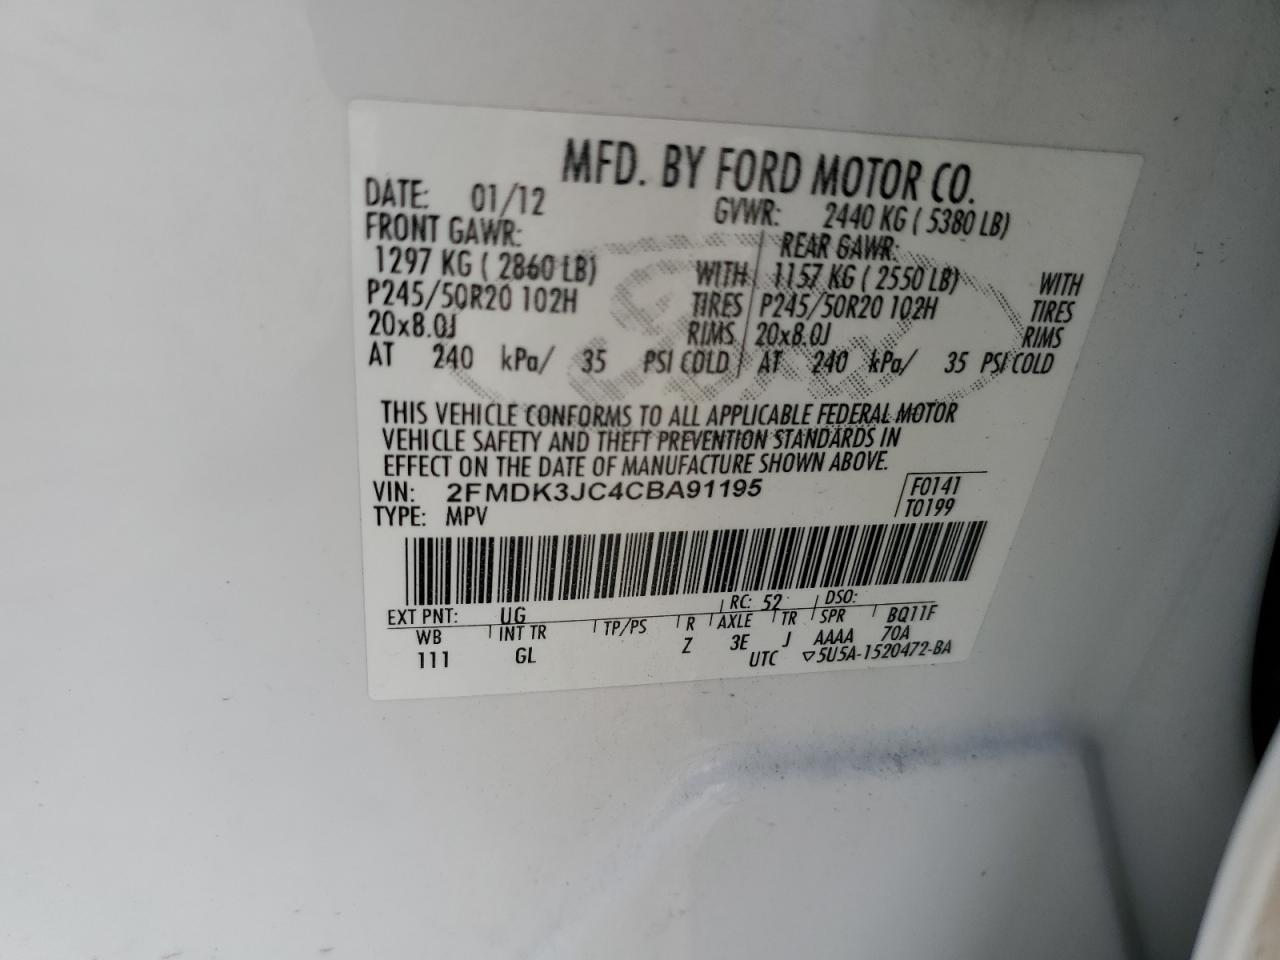 MFD. BY FORD MOTOR CO.
DATE: 01/12 GVWR: 2440 KG ( 5380 LB)
FRONT GAWR: REAR GAWR:
1297 KG ( 2860 LB) WITH 1157 KG ( 2550 LB) WITH
P245/50R20 102H TIRES P245/50R20 102H TIRES
20x8.0J RIMS 20x8.0J RIMS
AT 240 kPa/ 35 PSI COLD AT 240 kPa/ 35 PSI COLD
THIS VEHICLE CONFORMS TO ALL APPLICABLE FEDERAL MOTOR
VEHICLE SAFETY AND THEFT PREVENTION STANDARDS IN
EFFECT ON THE DATE OF MANUFACTURE SHOWN ABOVE.
VIN: 2FMDK3JC4CBA91195 F0141
TYPE: MPV T0199
EXT PNT: UG RC: 52 DSO:
WB INT TR TP/PS R AXLE TR SPR BQ11F
111 GL Z 3E J AAAA 70A
UTC ▽5U5A-1520472-BA